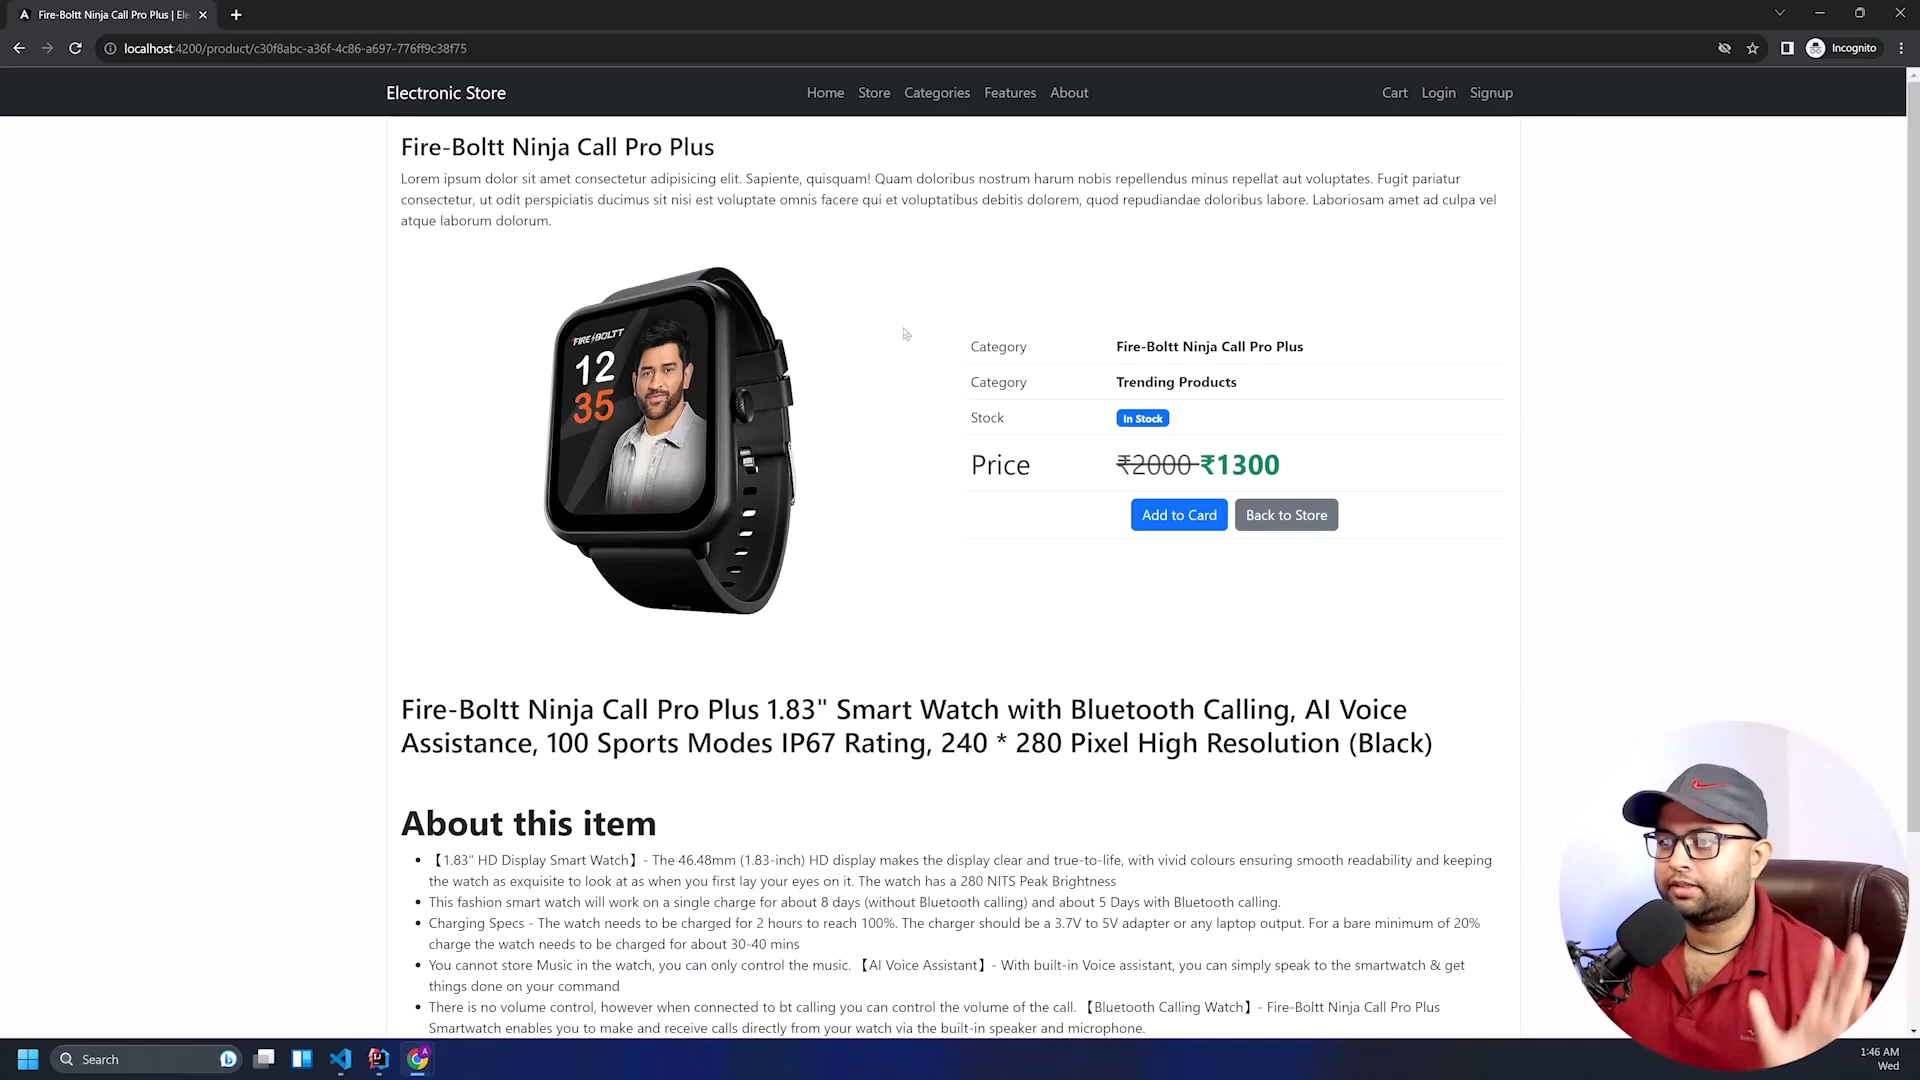 Fire-Boltt Ninja Call Pro Plus | Ele
localhost:4200/product/c30f8abc-a36f-4c86-a697-776ff9c38f75
Incognito
Electronic Store
Home Store Categories Features About
Cart Login Signup
Fire-Boltt Ninja Call Pro Plus
Lorem ipsum dolor sit amet consectetur adipisicing elit. Sapiente, quisquam! Quam doloribus nostrum harum nobis repellendus minus repellat aut voluptates. Fugit pariatur
consectetur, ut odit perspiciatis ducimus sit nisi est voluptate omnis facere qui et voluptatibus debitis dolorem, quod repudiandae doloribus labore. Laboriosam amet ad culpa vel
atque laborum dolorum.
FIRE BOLTT
12
35
Category Fire-Boltt Ninja Call Pro Plus
Category Trending Products
Stock In Stock
Price ₹2000 ₹1300
Add to Card Back to Store
Fire-Boltt Ninja Call Pro Plus 1.83" Smart Watch with Bluetooth Calling, AI Voice
Assistance, 100 Sports Modes IP67 Rating, 240 * 280 Pixel High Resolution (Black)
About this item
• 【1.83" HD Display Smart Watch】- The 46.48mm (1.83-inch) HD display makes the display clear and true-to-life, with vivid colours ensuring smooth readability and keeping
the watch as exquisite to look at as when you first lay your eyes on it. The watch has a 280 NITS Peak Brightness
• This fashion smart watch will work on a single charge for about 8 days (without Bluetooth calling) and about 5 Days with Bluetooth calling.
• Charging Specs - The watch needs to be charged for 2 hours to reach 100%. The charger should be a 3.7V to 5V adapter or any laptop output. For a bare minimum of 20%
charge the watch needs to be charged for about 30-40 mins
• You cannot store Music in the watch, you can only control the music. 【AI Voice Assistant】- With built-in Voice assistant, you can simply speak to the smartwatch & get
things done on your command
• There is no volume control, however when connected to bt calling you can control the volume of the call. 【Bluetooth Calling Watch】- Fire-Boltt Ninja Call Pro Plus
Smartwatch enables you to make and receive calls directly from your watch via the built-in speaker and microphone.
Search
1:46 AM
Wed